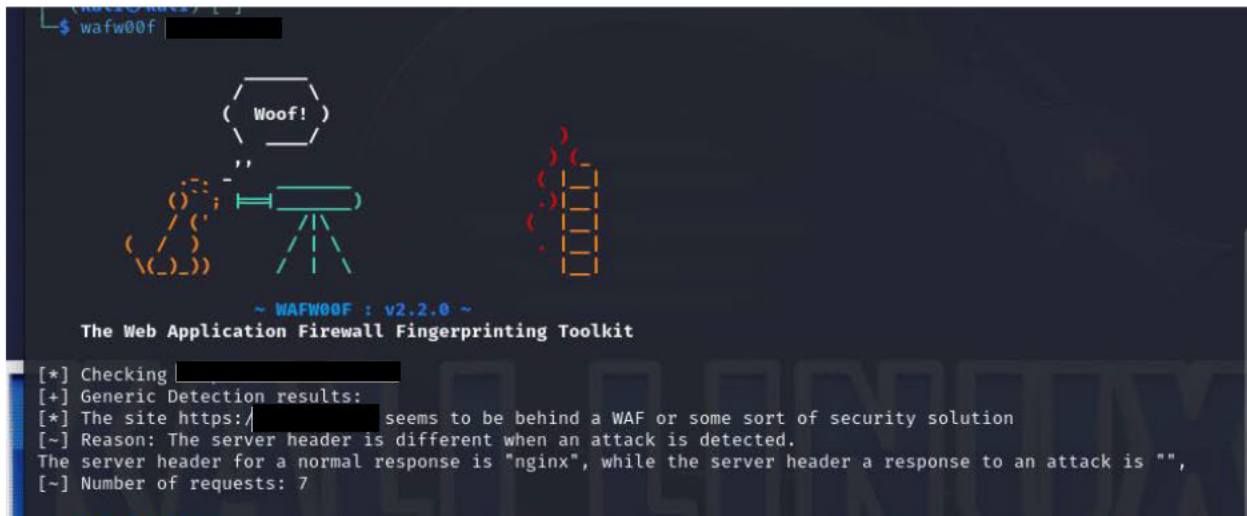 (kali㉿kali)-[~]
└─$ wafw00f
Woof!
~ WAFW00F : v2.2.0 ~
The Web Application Firewall Fingerprinting Toolkit
[*] Checking
[+] Generic Detection results:
[*] The site https:/ seems to be behind a WAF or some sort of security solution
[~] Reason: The server header is different when an attack is detected.
The server header for a normal response is "nginx", while the server header a response to an attack is "",
[~] Number of requests: 7